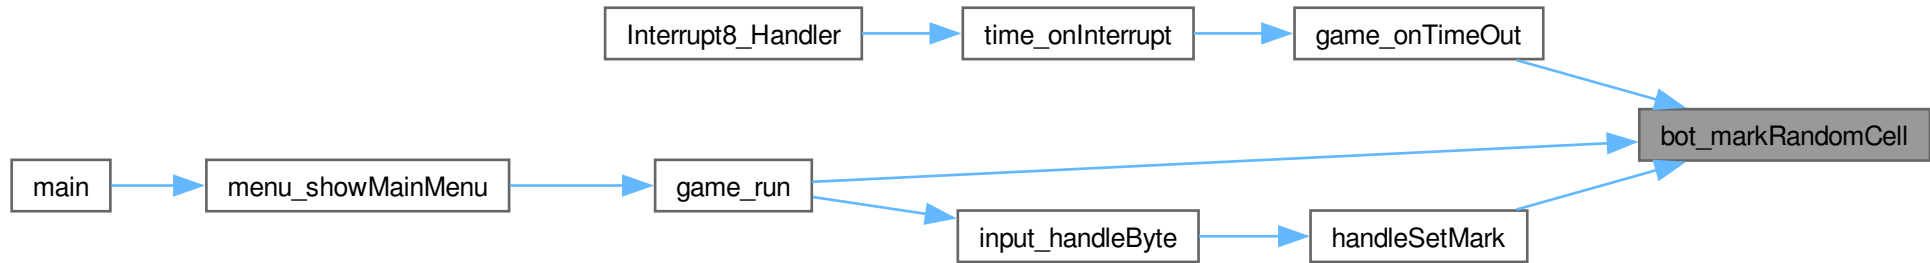 Interrupt8_Handler
time_onInterrupt
game_onTimeOut
bot_markRandomCell
main
menu_showMainMenu
game_run
input_handleByte
handleSetMark